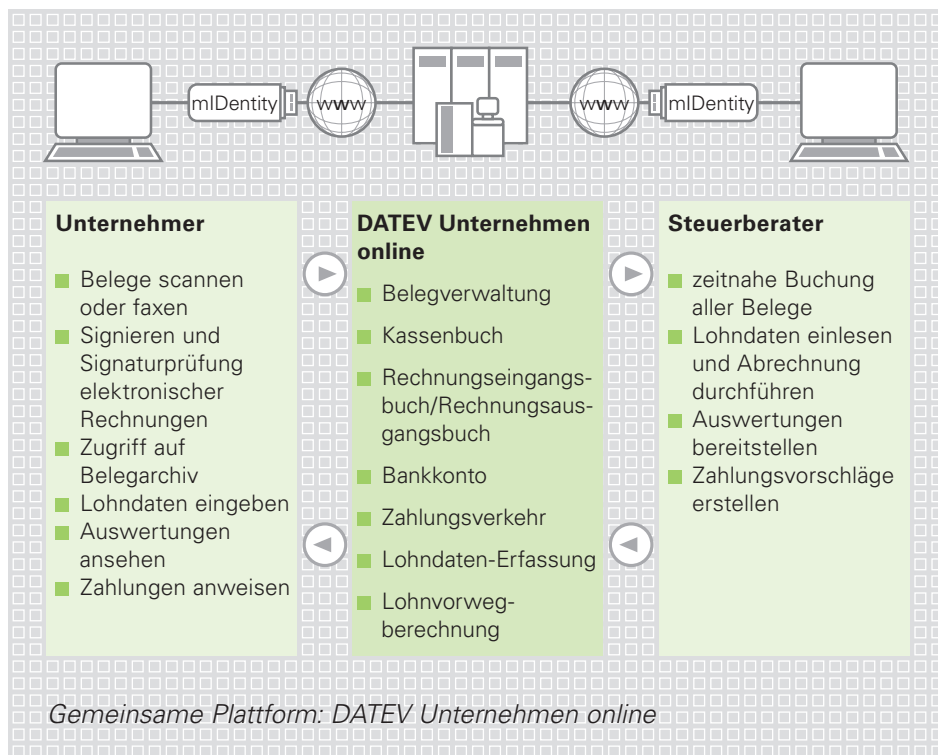 mIDentity
www
www
mIDentity
Unternehmer
Belege scannen
oder faxen
Signieren und
Signaturprüfung
elektronischer
Rechnungen
Zugriff auf
Belegarchiv
Lohndaten eingeben
Auswertungen
ansehen
Zahlungen anweisen
DATEV Unternehmen
online
Belegverwaltung
Kassenbuch
Rechnungseingangs-
buch/Rechnungsaus-
gangsbuch
Bankkonto
Zahlungsverkehr
Lohndaten-Erfassung
Lohnvorweg-
berechnung
Steuerberater
zeitnahe Buchung
aller Belege
Lohndaten einlesen
und Abrechnung
durchführen
Auswertungen
bereitstellen
Zahlungsvorschläge
erstellen
Gemeinsame Plattform: DATEV Unternehmen online